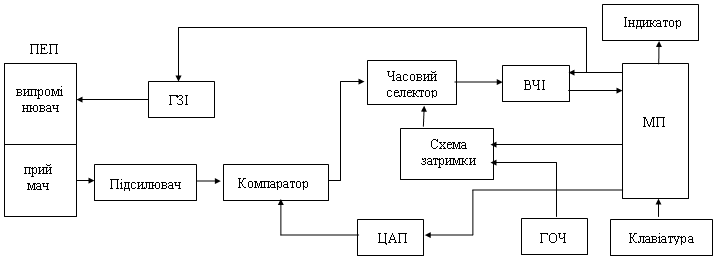 Індикатор
ПЕП
випромі
нювач
ГЗІ
Часовий
селектор
ВЧІ
МП
Схема
затримки
прий
мач
Підсилювач
Компаратор
ЦАП
ГОЧ
Клавіатура